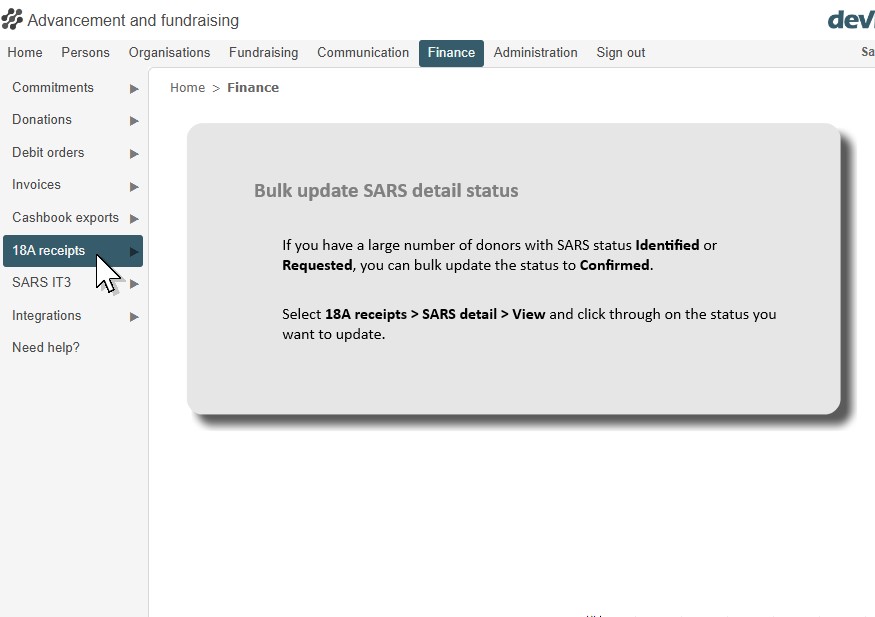 Advancement and fundraising
Home Persons Organisations Fundraising Communication Finance Administration Sign out
Commitments
Donations
Debit orders
Invoices
Cashbook exports
18A receipts
SARS IT3
Integrations
Need help?
Home > Finance
Bulk update SARS detail status
If you have a large number of donors with SARS status Identified or
Requested, you can bulk update the status to Confirmed.
Select 18A receipts > SARS detail > View and click through on the status you
want to update.